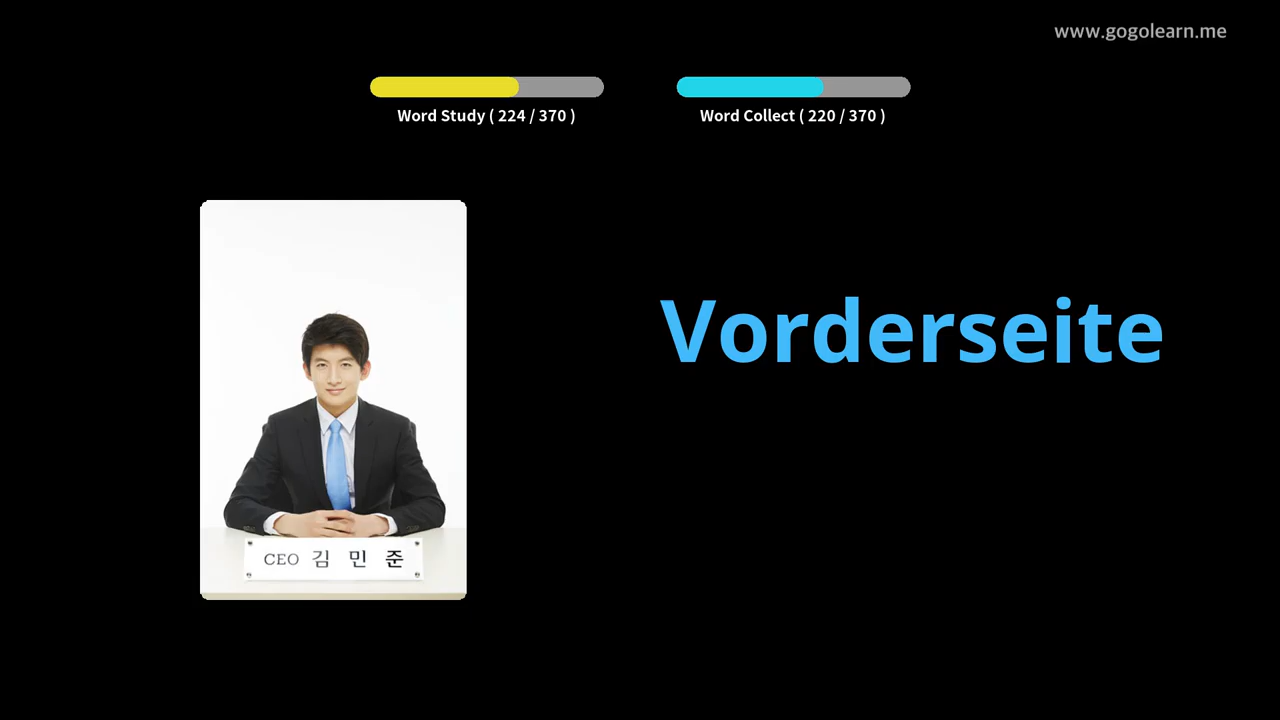 www.gogolearn.me
Word Study ( 224 / 370 )
Word Collect ( 220 / 370 )
Vorderseite
CEO 김 민 준